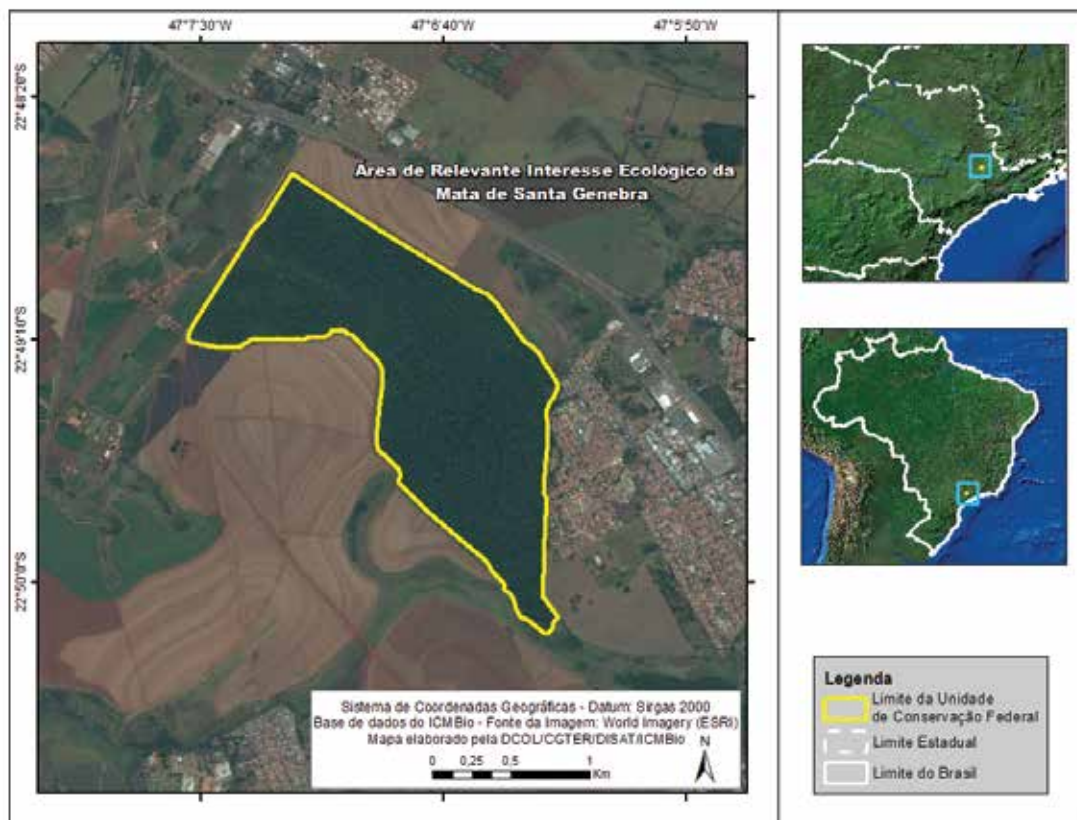 47°7'30"W
47°6'40"W
47°5'50"W
22°48'20"S
22°49'10"S
22°50'0"S
Área de Relevante Interesse Ecológico da
Mata de Santa Genebra
Sistema de Coordenadas Geográficas - Datum: Sirgas 2000
Base de dados do ICMBio - Fonte da Imagem: World Imagery (ESRI)
Mapa elaborado pela DCOL/CGTER/DISAT/ICMBio
N
0 0,25 0,5 1
Km
Legenda
Limite da Unidade
de Conservação Federal
Limite Estadual
Limite do Brasil